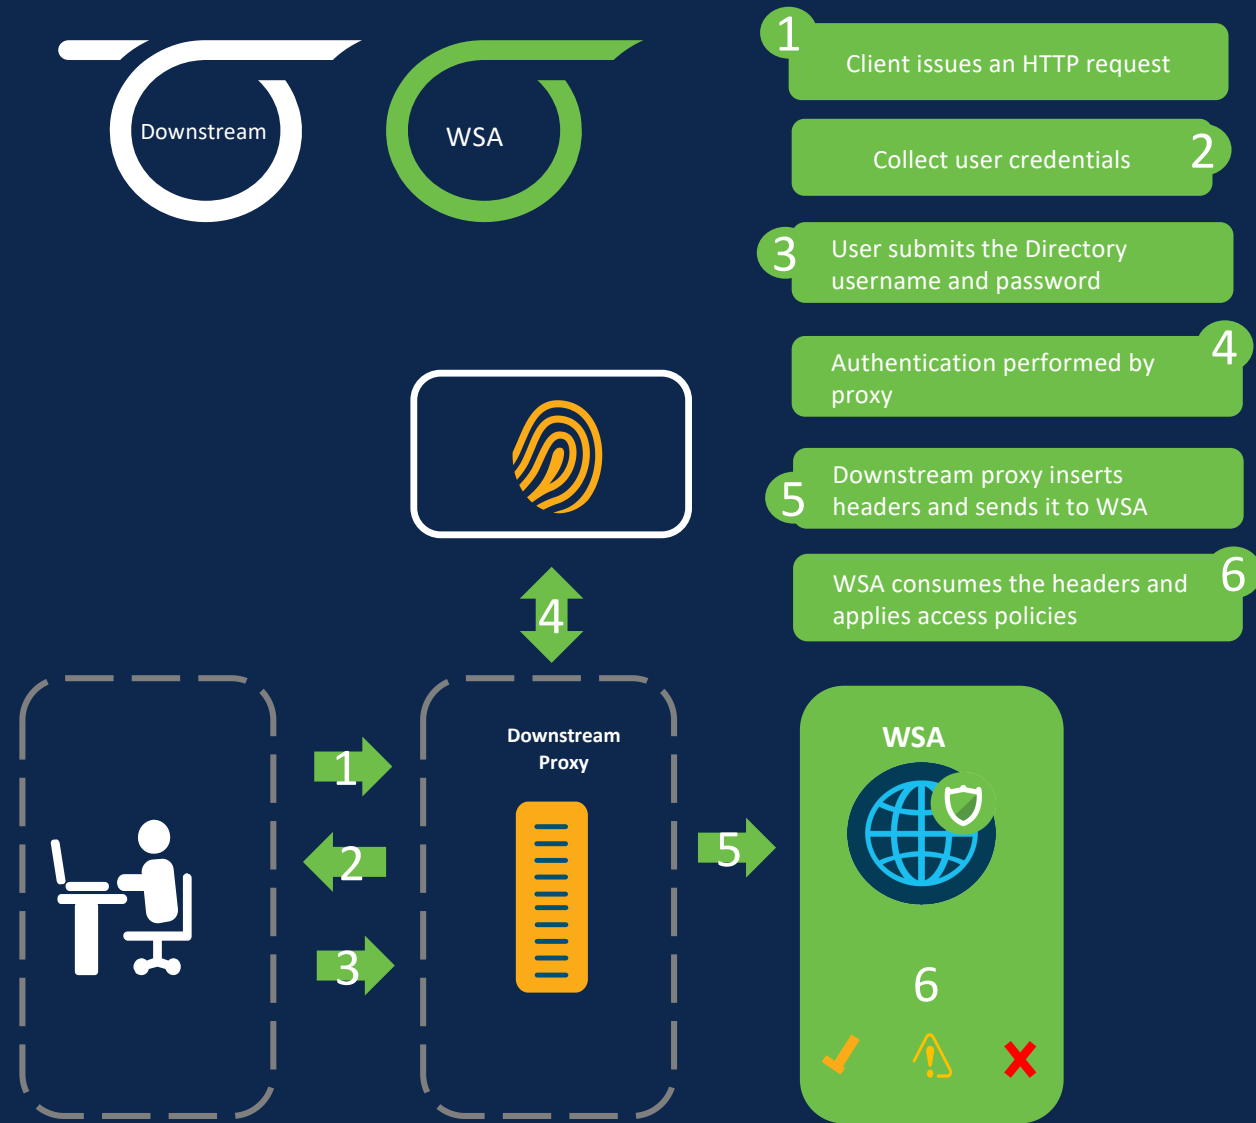 Downstream
WSA
1
Client issues an HTTP request
Collect user credentials
2
3
User submits the Directory
username and password
4
Authentication performed by
proxy
5
Downstream proxy inserts
headers and sends it to WSA
6
WSA consumes the headers and
applies access policies
4
Downstream
Proxy
WSA
1
2
3
5
6